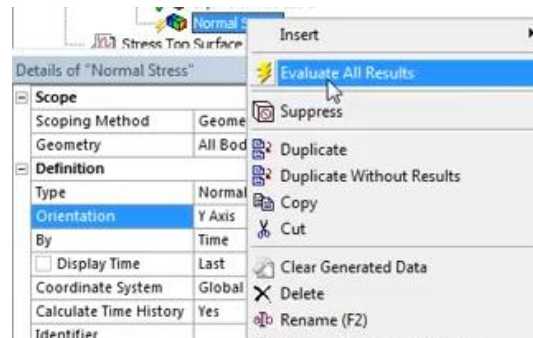 Normal S
Insert
Stress Top Surface
Details of "Normal Stress"
Evaluate All Results
Scope
Scoping Method Geome
Suppress
Geometry All Bod
Duplicate
Definition
Duplicate Without Results
Type Normal
Copy
Orientation Y Axis
Cut
By Time
Display Time Last
Clear Generated Data
Coordinate System Global
Delete
Calculate Time History Yes
Rename (F2)
Identifier